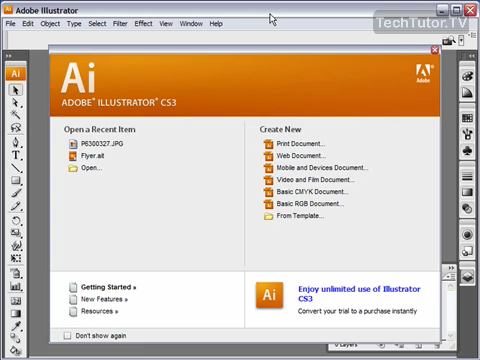 Adobe Illustrator
TechTutor.TV
File Edit Object Type Select Filter Effect View Window Help
Ai
ADOBE® ILLUSTRATOR® CS3
Adobe
Open a Recent Item
P6300327.JPG
Flyer.ait
Open...
Create New
Print Document...
Web Document...
Mobile and Devices Document...
Video and Film Document...
Basic CMYK Document...
Basic RGB Document...
From Template...
Getting Started »
New Features »
Resources »
Ai
Enjoy unlimited use of Illustrator
CS3
Convert your trial to a purchase instantly
Don't show again
Layers